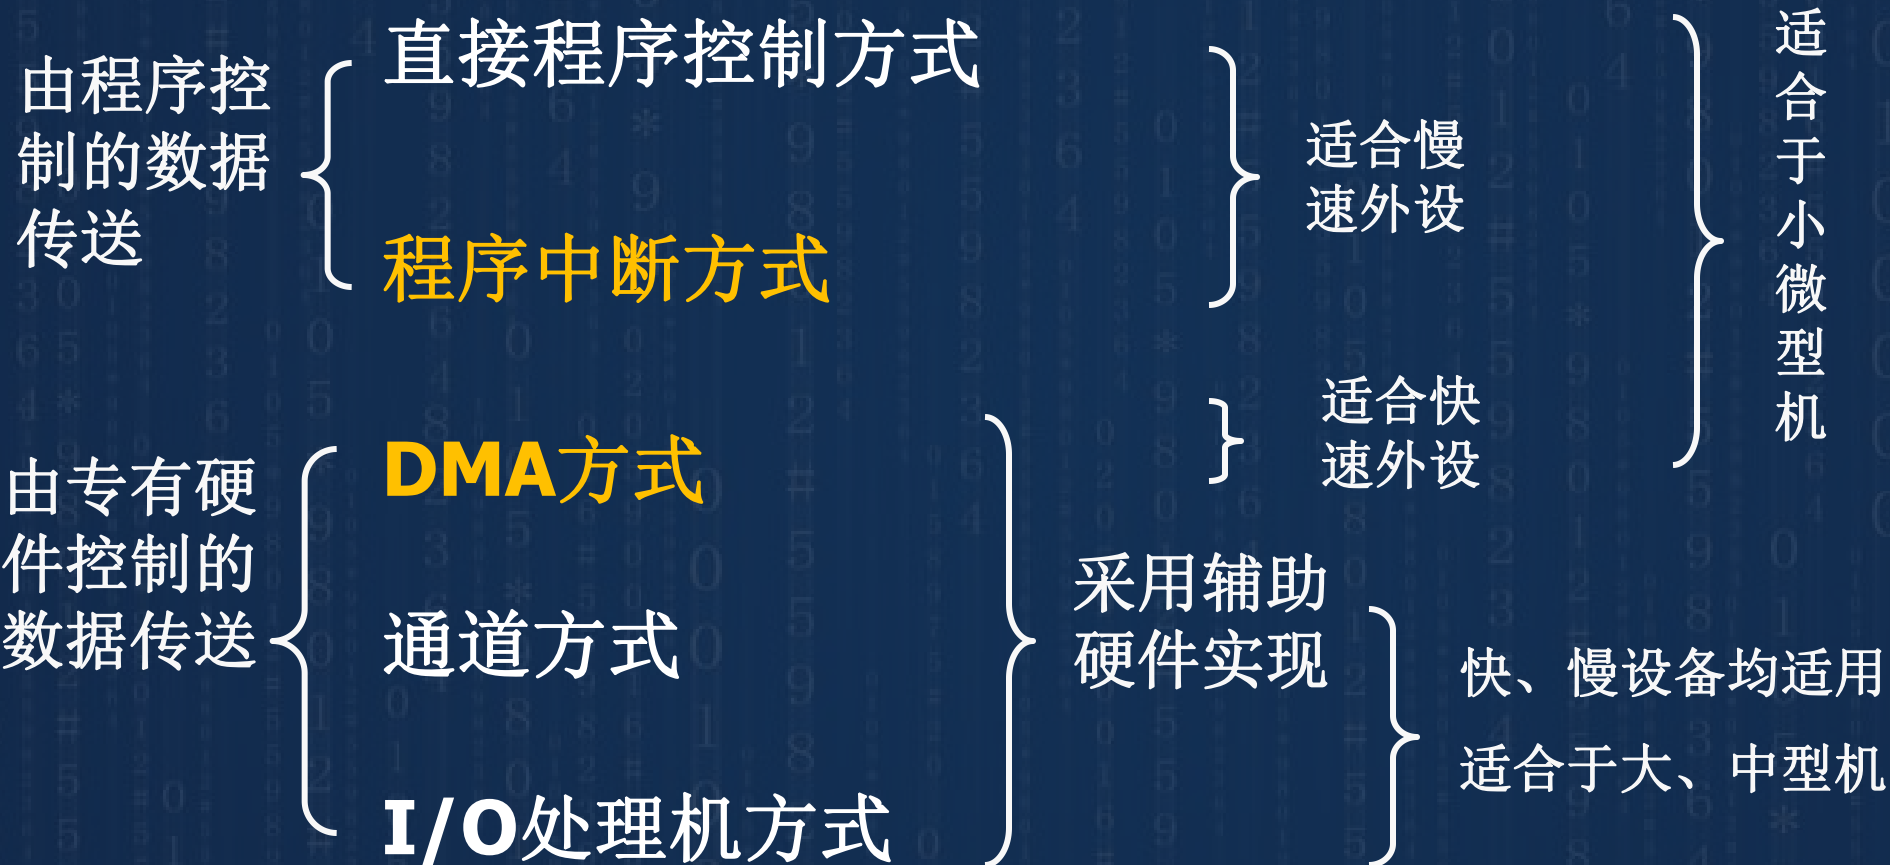 由程序控
制的数据
传送
直接程序控制方式
程序中断方式
适合慢
速外设
适合于小微型机
由专有硬
件控制的
数据传送
DMA方式
通道方式
I/O处理机方式
适合快
速外设
采用辅助
硬件实现
快、慢设备均适用
适合于大、中型机